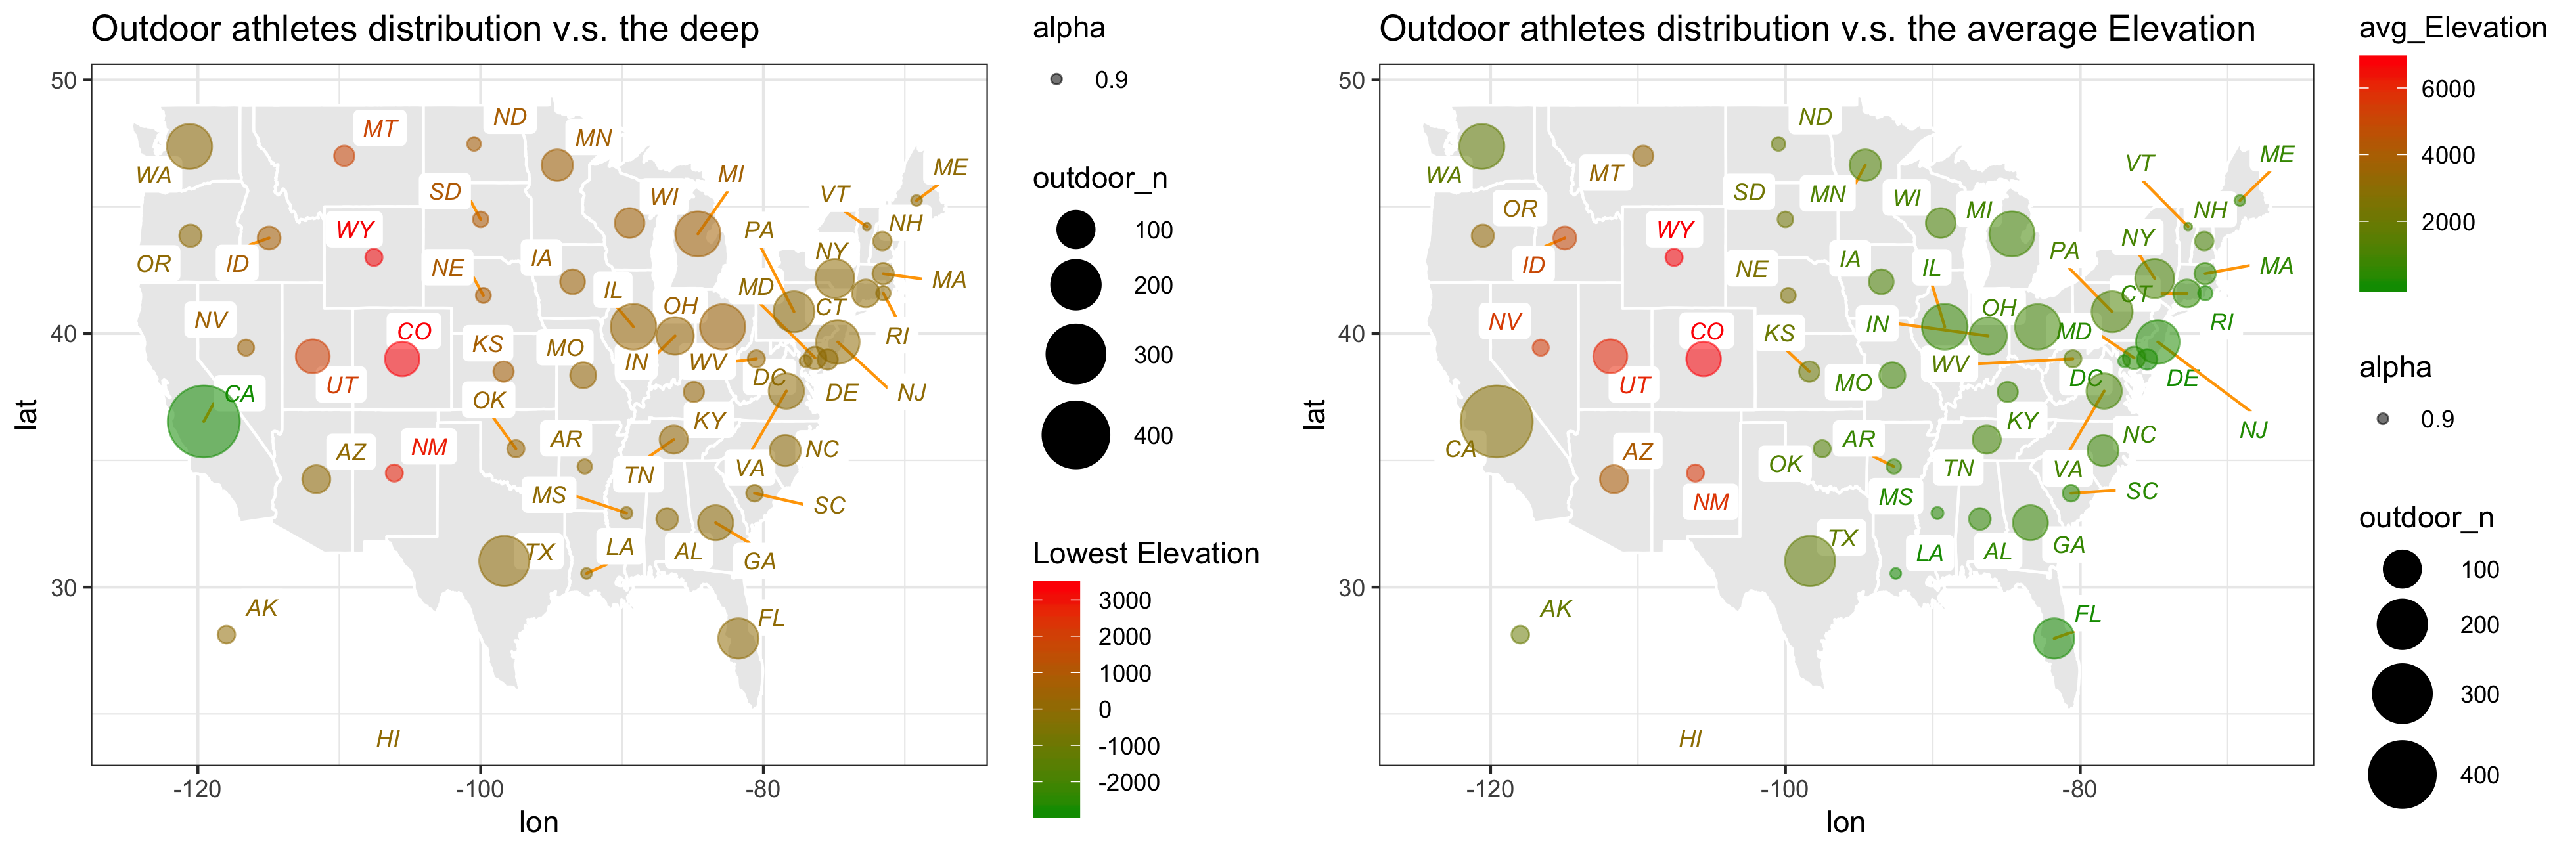 Outdoor athletes distribution v.s. the deep
50
40
30
lat
-120
-100
-80
lon
WA
MT
ND
MN
ME
MI
VT
SD
WI
NH
WY
PA
OR
ID
NE
IA
NY
MD
MA
IL
OH
CT
NV
CO
KS
MO
RI
IN
WV
UT
DC
CA
OK
DE
NJ
KY
AZ
NM
AR
NC
TN
VA
MS
SC
TX
LA
AL
GA
AK
FL
HI
alpha
0.9
outdoor_n
100
200
300
400
Lowest Elevation
3000
2000
1000
0
-1000
-2000
Outdoor athletes distribution v.s. the average Elevation
50
40
30
lat
-120
-100
-80
lon
ND
VT
ME
WA
MT
SD
MN
WI
MI
NH
OR
WY
NY
PA
ID
NE
IA
IL
MA
CT
OH
NV
CO
KS
IN
MD
RI
WV
UT
MO
DC
DE
KY
NJ
CA
AZ
AR
NC
OK
TN
VA
NM
MS
SC
TX
LA
AL
GA
AK
FL
HI
avg_Elevation
6000
4000
2000
alpha
0.9
outdoor_n
100
200
300
400